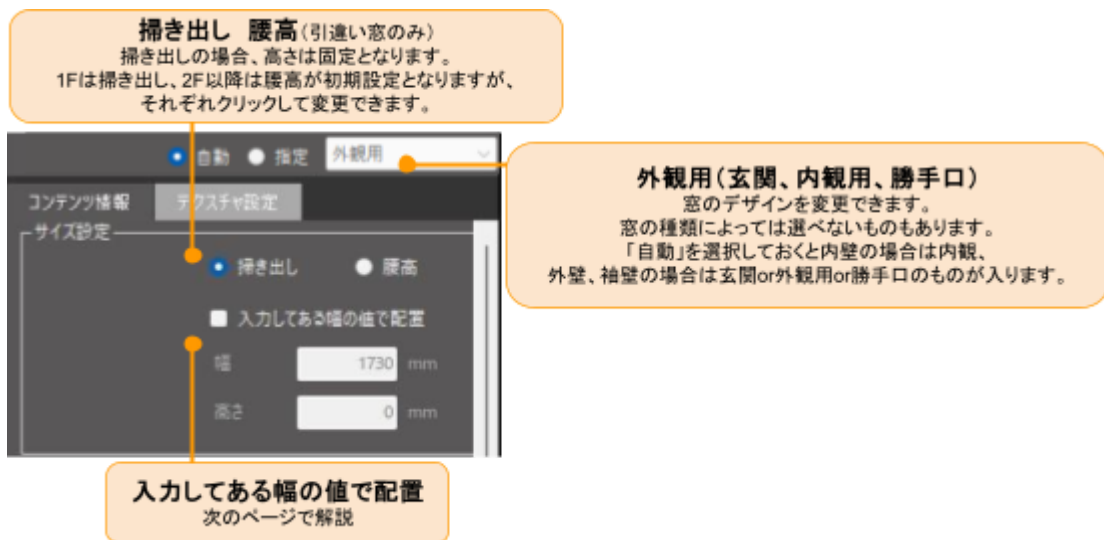 掃き出し　腰高(引違い窓のみ)
掃き出しの場合、高さは固定となります。
1Fは掃き出し、2F以降は腰高が初期設定となりますが、
それぞれクリックして変更できます。
自動 指定 外観用
コンテンツ情報 テクスチャ設定
サイズ設定
掃き出し 腰高
入力してある幅の値で配置
幅 1730 mm
高さ 0 mm
外観用(玄関、内観用、勝手口)
窓のデザインを変更できます。
窓の種類によっては選べないものもあります。
「自動」を選択しておくと内壁の場合は内観、
外壁、袖壁の場合は玄関or外観用or勝手口のものが入ります。
入力してある幅の値で配置
次のページで解説